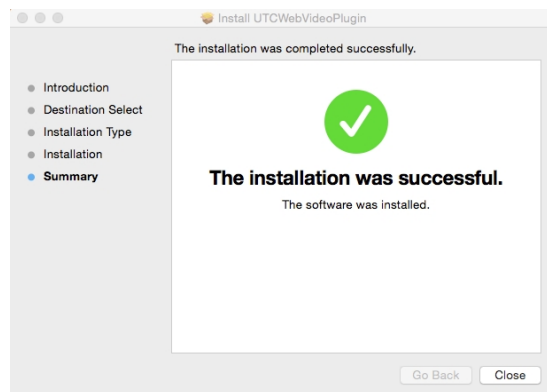 Install UTCWebVideoPlugin
The installation was completed successfully.
Introduction
Destination Select
Installation Type
Installation
Summary
The installation was successful.
The software was installed.
Go Back
Close